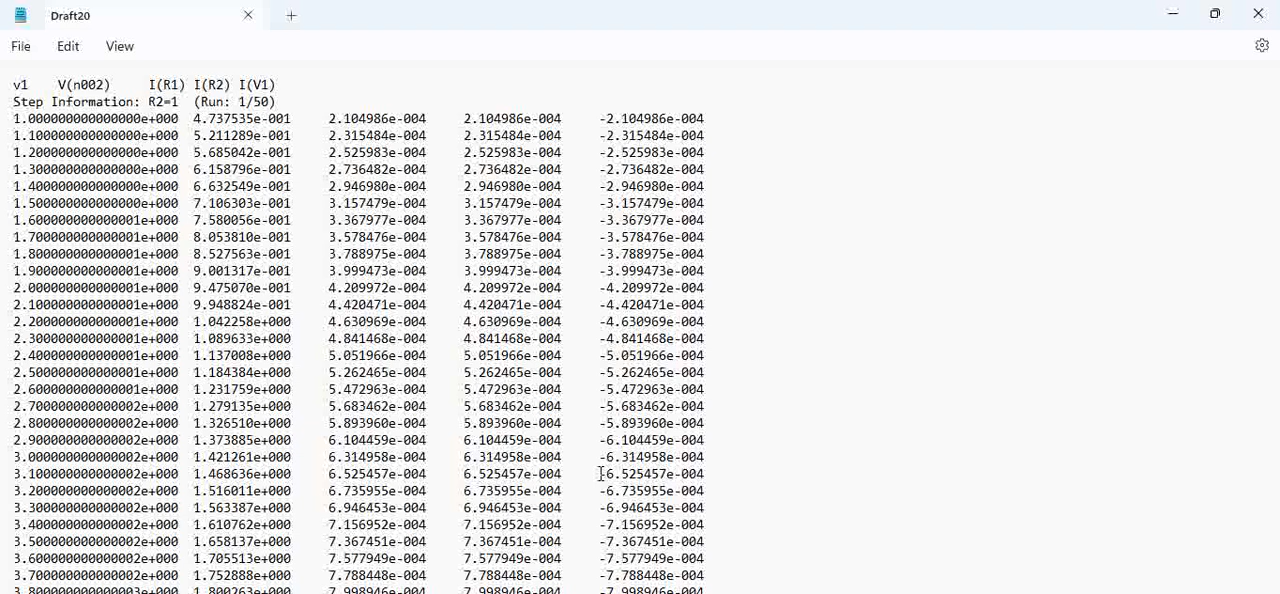 Draft20
File Edit View
v1 V(n002) I(R1) I(R2) I(V1)
Step Information: R2=1 (Run: 1/50)
1.000000000000000e+000 4.737535e-001 2.104986e-004 2.104986e-004 -2.104986e-004
1.100000000000000e+000 5.211289e-001 2.315484e-004 2.315484e-004 -2.315484e-004
1.200000000000000e+000 5.685042e-001 2.525983e-004 2.525983e-004 -2.525983e-004
1.300000000000000e+000 6.158796e-001 2.736482e-004 2.736482e-004 -2.736482e-004
1.400000000000000e+000 6.632549e-001 2.946980e-004 2.946980e-004 -2.946980e-004
1.500000000000000e+000 7.106303e-001 3.157479e-004 3.157479e-004 -3.157479e-004
1.600000000000001e+000 7.580056e-001 3.367977e-004 3.367977e-004 -3.367977e-004
1.700000000000001e+000 8.053810e-001 3.578476e-004 3.578476e-004 -3.578476e-004
1.800000000000001e+000 8.527563e-001 3.788975e-004 3.788975e-004 -3.788975e-004
1.900000000000001e+000 9.001317e-001 3.999473e-004 3.999473e-004 -3.999473e-004
2.000000000000001e+000 9.475070e-001 4.209972e-004 4.209972e-004 -4.209972e-004
2.100000000000001e+000 9.948824e-001 4.420471e-004 4.420471e-004 -4.420471e-004
2.200000000000001e+000 1.042258e+000 4.630969e-004 4.630969e-004 -4.630969e-004
2.300000000000001e+000 1.089633e+000 4.841468e-004 4.841468e-004 -4.841468e-004
2.400000000000001e+000 1.137008e+000 5.051966e-004 5.051966e-004 -5.051966e-004
2.500000000000001e+000 1.184384e+000 5.262465e-004 5.262465e-004 -5.262465e-004
2.600000000000001e+000 1.231759e+000 5.472963e-004 5.472963e-004 -5.472963e-004
2.700000000000002e+000 1.279135e+000 5.683462e-004 5.683462e-004 -5.683462e-004
2.800000000000002e+000 1.326510e+000 5.893960e-004 5.893960e-004 -5.893960e-004
2.900000000000002e+000 1.373885e+000 6.104459e-004 6.104459e-004 -6.104459e-004
3.000000000000002e+000 1.421261e+000 6.314958e-004 6.314958e-004 -6.314958e-004
3.100000000000002e+000 1.468636e+000 6.525457e-004 6.525457e-004 -6.525457e-004
3.200000000000002e+000 1.516011e+000 6.735955e-004 6.735955e-004 -6.735955e-004
3.300000000000002e+000 1.563387e+000 6.946453e-004 6.946453e-004 -6.946453e-004
3.400000000000002e+000 1.610762e+000 7.156952e-004 7.156952e-004 -7.156952e-004
3.500000000000002e+000 1.658137e+000 7.367451e-004 7.367451e-004 -7.367451e-004
3.600000000000002e+000 1.705513e+000 7.577949e-004 7.577949e-004 -7.577949e-004
3.700000000000002e+000 1.752888e+000 7.788448e-004 7.788448e-004 -7.788448e-004
3.800000000000003e+000 1.800263e+000 7.998946e-004 7.998946e-004 -7.998946e-004